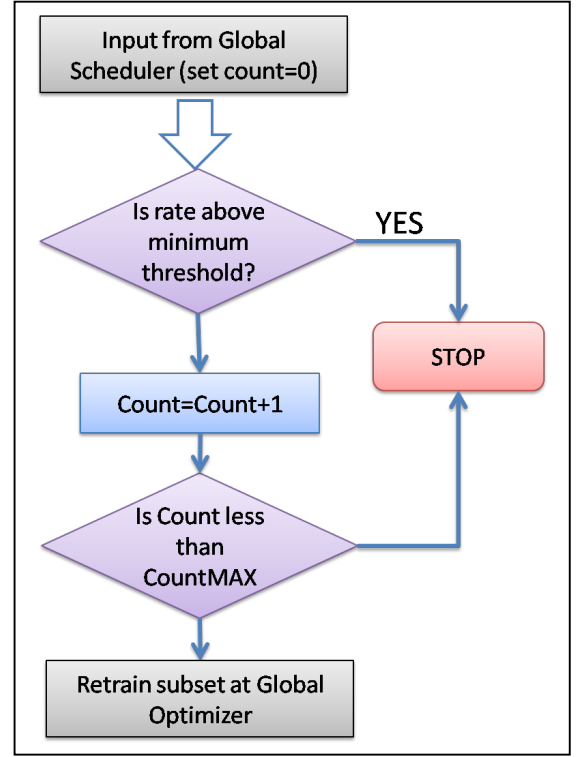 Input from Global
Scheduler (set count=0)
Is rate above
minimum
threshold?
YES
STOP
Count=Count+1
Is Count less
than
CountMAX
Retrain subset at Global
Optimizer